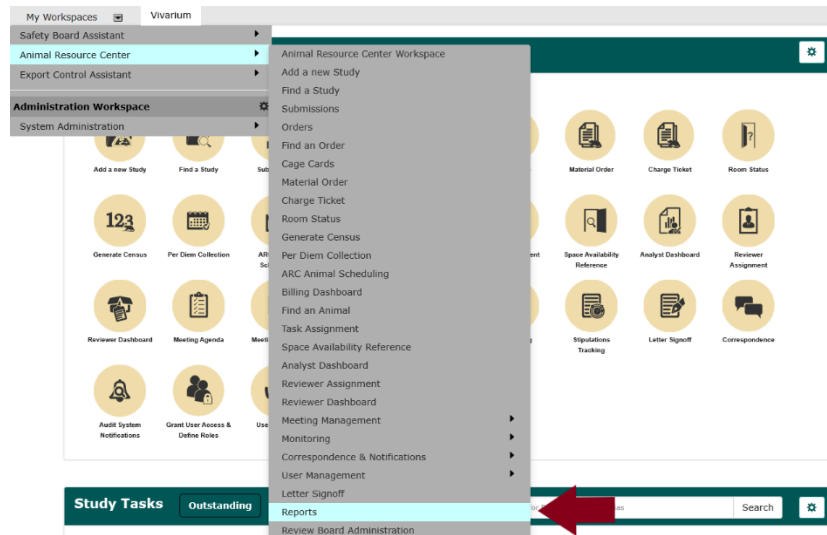 My Workspaces
Vivarium
Safety Board Assistant
Animal Resource Center
Export Control Assistant
Administration Workspace
System Administration
Animal Resource Center Workspace
Add a new Study
Find a Study
Submissions
Orders
Find an Order
Cage Cards
Material Order
Charge Ticket
Room Status
Generate Census
Per Diem Collection
ARC Animal Scheduling
Billing Dashboard
Find an Animal
Task Assignment
Space Availability Reference
Analyst Dashboard
Reviewer Assignment
Reviewer Dashboard
Meeting Management
Monitoring
Correspondence & Notifications
User Management
Letter Signoff
Reports
Review Board Administration
Add a new Study
Find a Study
Material Order
Charge Ticket
Room Status
123
Generate Census
Per Diem Collection
Space Availability
Reference
Analyst Dashboard
Reviewer
Assignment
Reviewer Dashboard
Meeting Agenda
Stipulations
Tracking
Letter Signoff
Correspondence
Audit System
Notifications
Grant User Access &
Define Roles
Study Tasks
Outstanding
Search